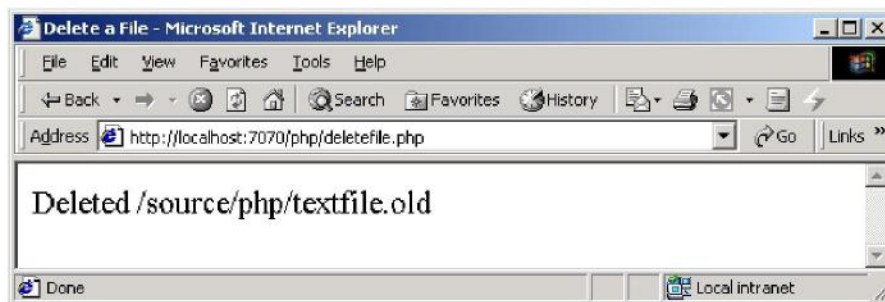 Delete a File - Microsoft Internet Explorer
File Edit View Favorites Tools Help
Back Search Favorites History
Address http://localhost:7070/php/deletefile.php Go Links »
Deleted /source/php/textfile.old
Done Local intranet